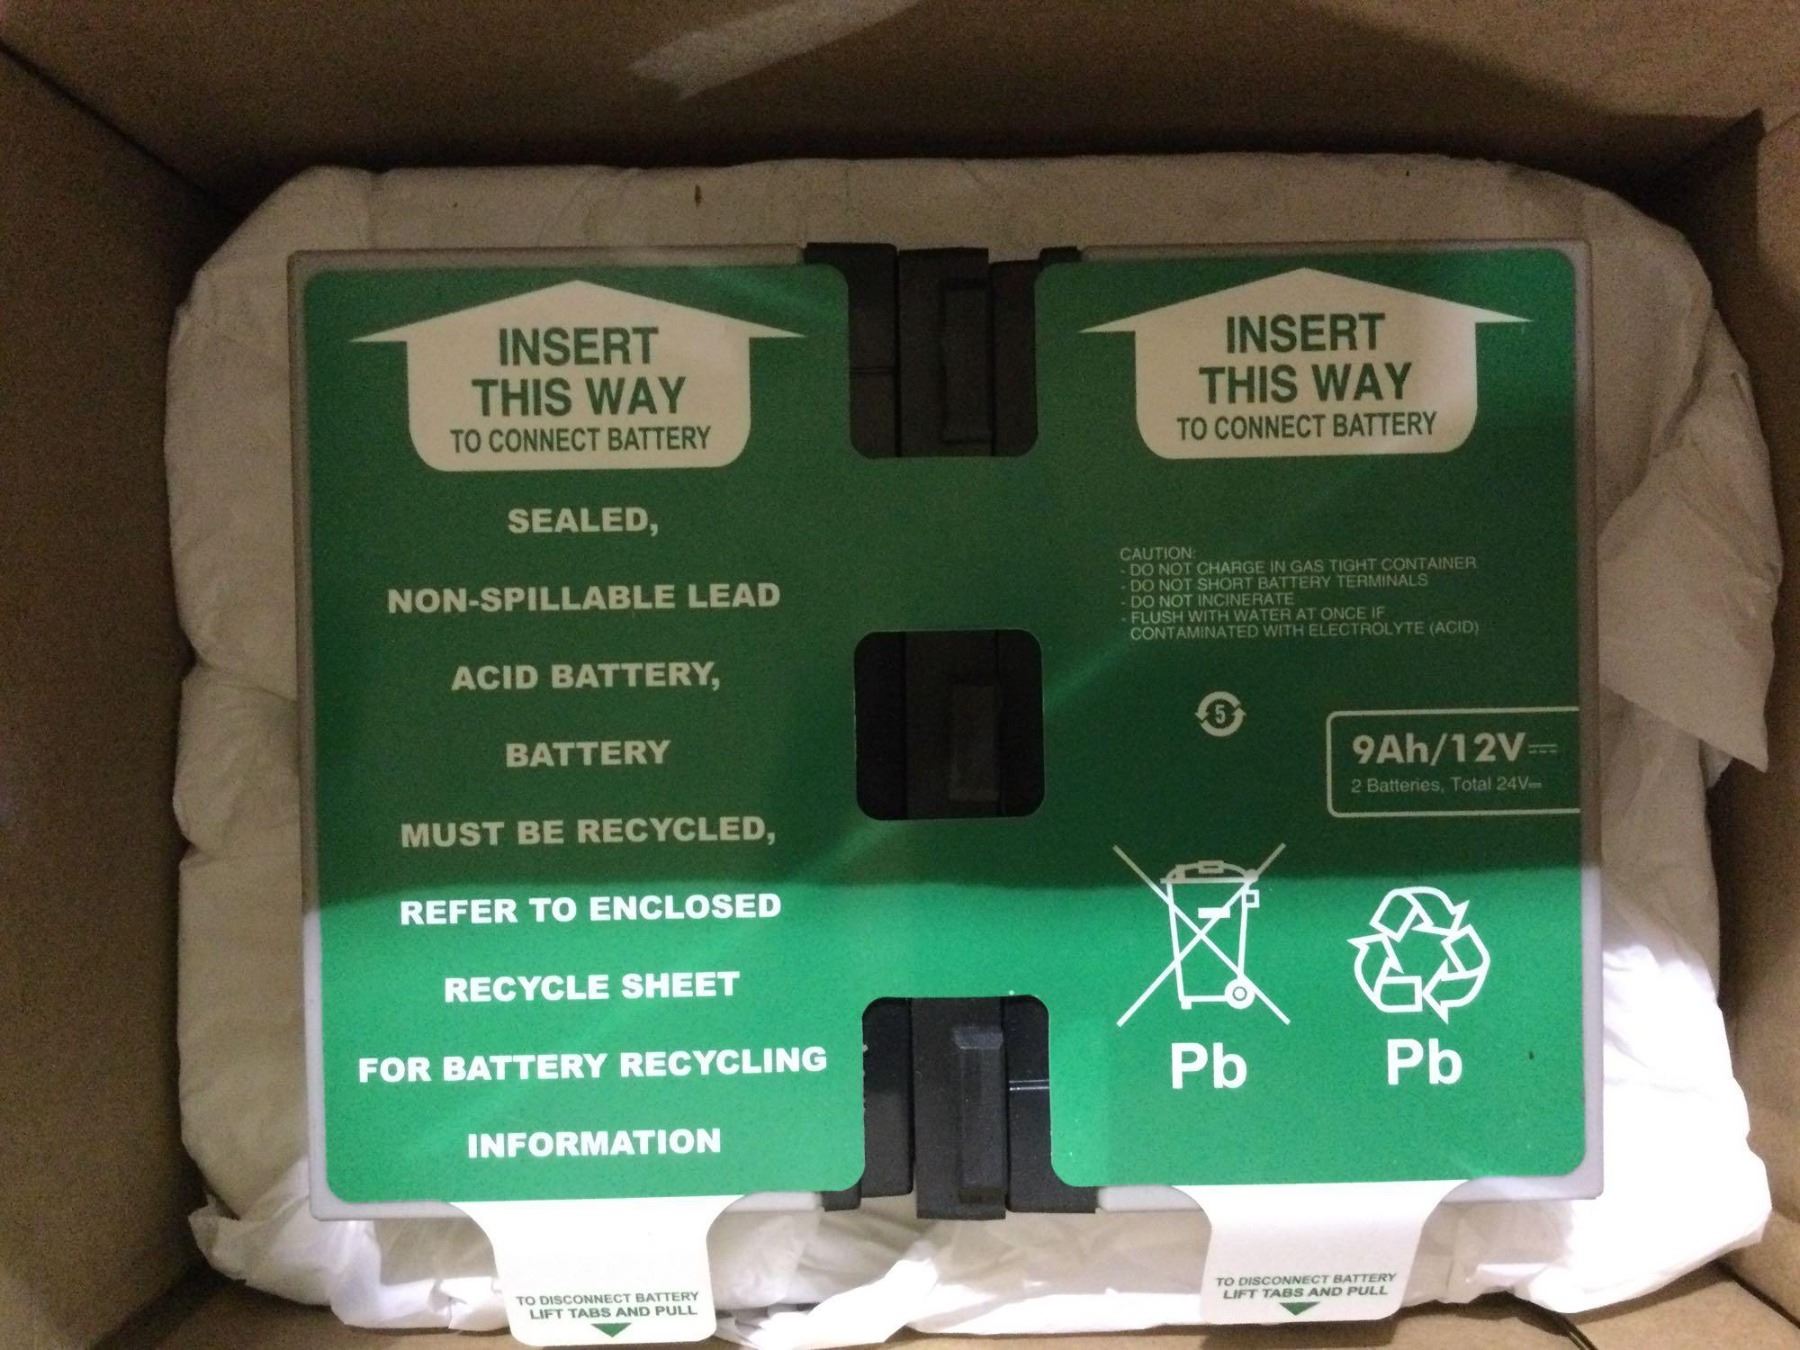 INSERT
THIS WAY
TO CONNECT BATTERY
SEALED,
NON-SPILLABLE LEAD
ACID BATTERY,
BATTERY
MUST BE RECYCLED,
REFER TO ENCLOSED
RECYCLE SHEET
FOR BATTERY RECYCLING
INFORMATION
TO DISCONNECT BATTERY
LIFT TABS AND PULL
INSERT
THIS WAY
TO CONNECT BATTERY
CAUTION:
- DO NOT CHARGE IN GAS TIGHT CONTAINER
- DO NOT SHORT BATTERY TERMINALS
- DO NOT INCINERATE
- FLUSH WITH WATER AT ONCE IF
CONTAMINATED WITH ELECTROLYTE (ACID)
5
9Ah/12V⎓
2 Batteries, Total 24V⎓
Pb
Pb
TO DISCONNECT BATTERY
LIFT TABS AND PULL